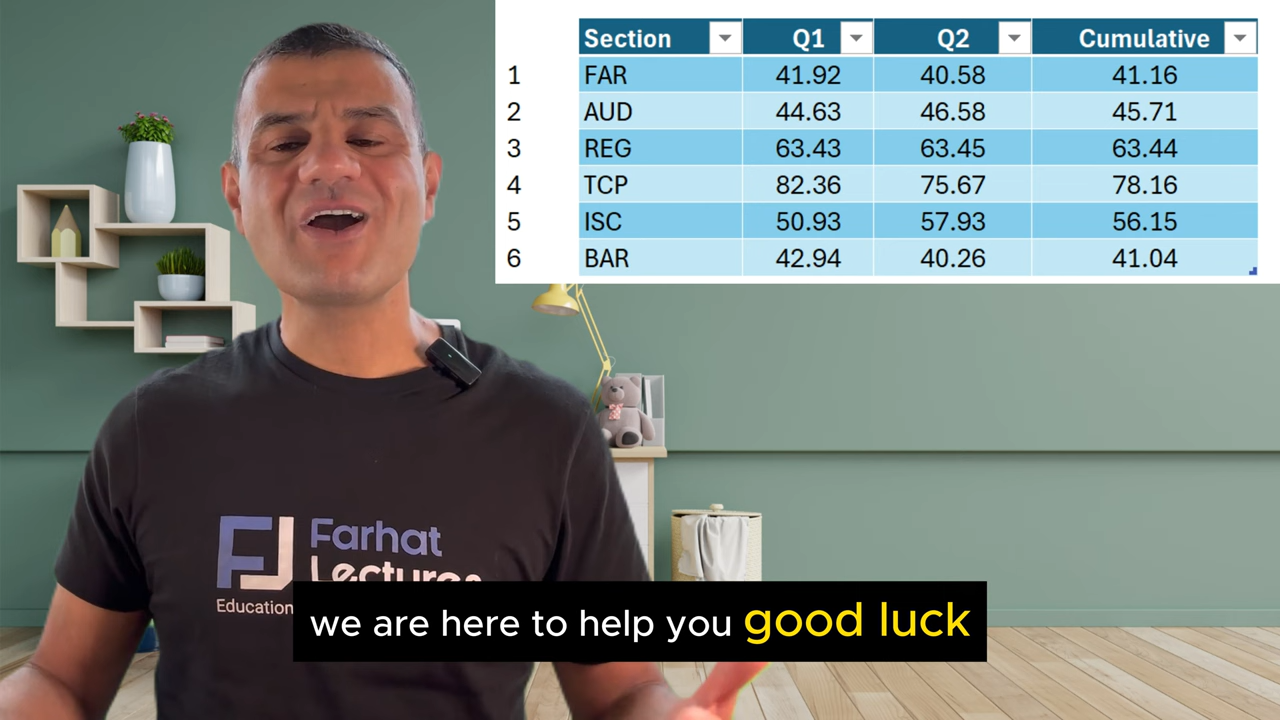 Section Q1 Q2 Cumulative
1 FAR 41.92 40.58 41.16
2 AUD 44.63 46.58 45.71
3 REG 63.43 63.45 63.44
4 TCP 82.36 75.67 78.16
5 ISC 50.93 57.93 56.15
6 BAR 42.94 40.26 41.04
FL Farhat
Lectures
Education
we are here to help you good luck